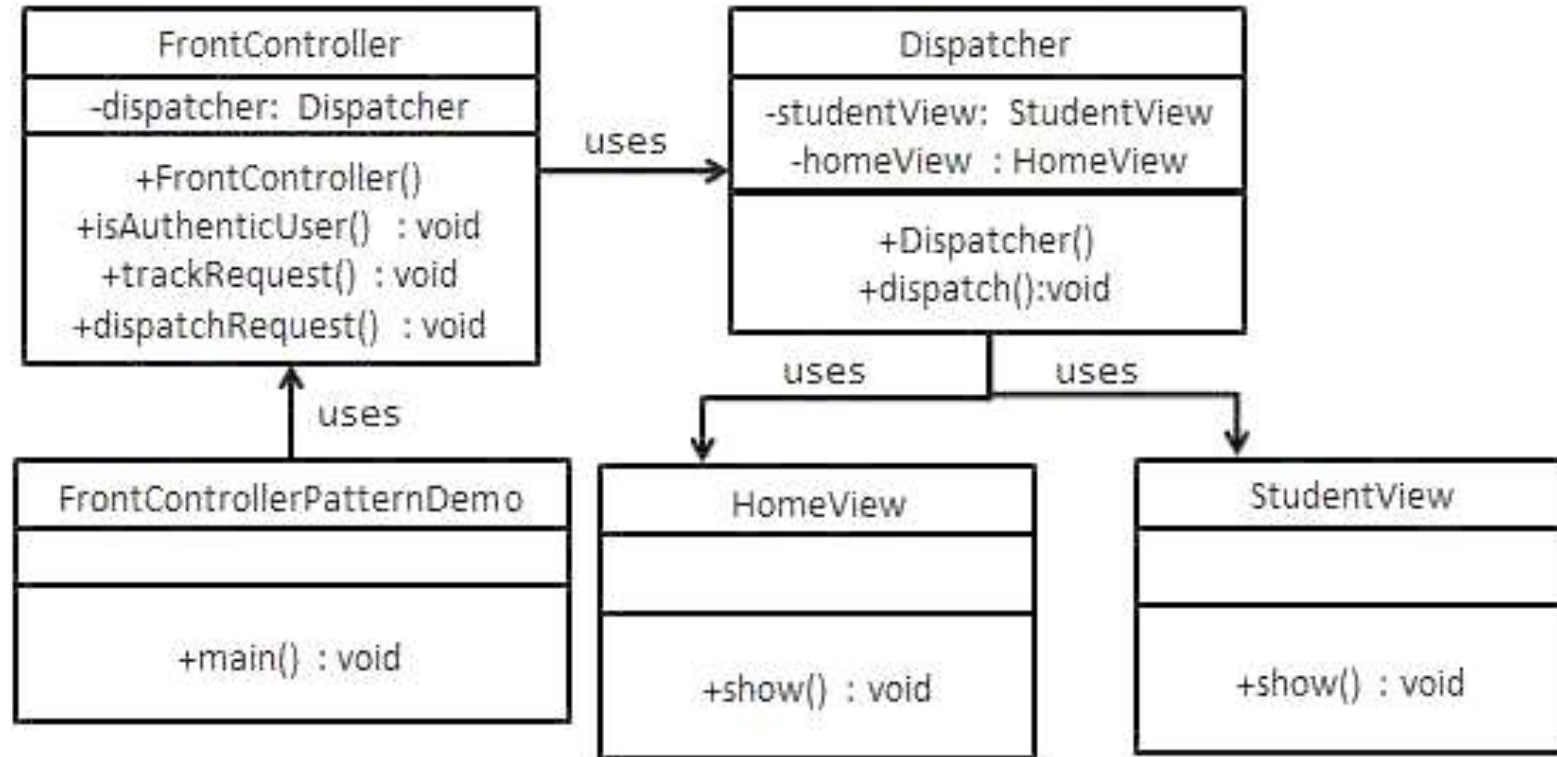 FrontController
-dispatcher: Dispatcher
+FrontController()
+isAuthenticUser() : void
+trackRequest() : void
+dispatchRequest() : void
uses
Dispatcher
-studentView: StudentView
-homeView : HomeView
+Dispatcher()
+dispatch():void
uses
uses
uses
FrontControllerPatternDemo
+main() : void
HomeView
+show() : void
StudentView
+show() : void